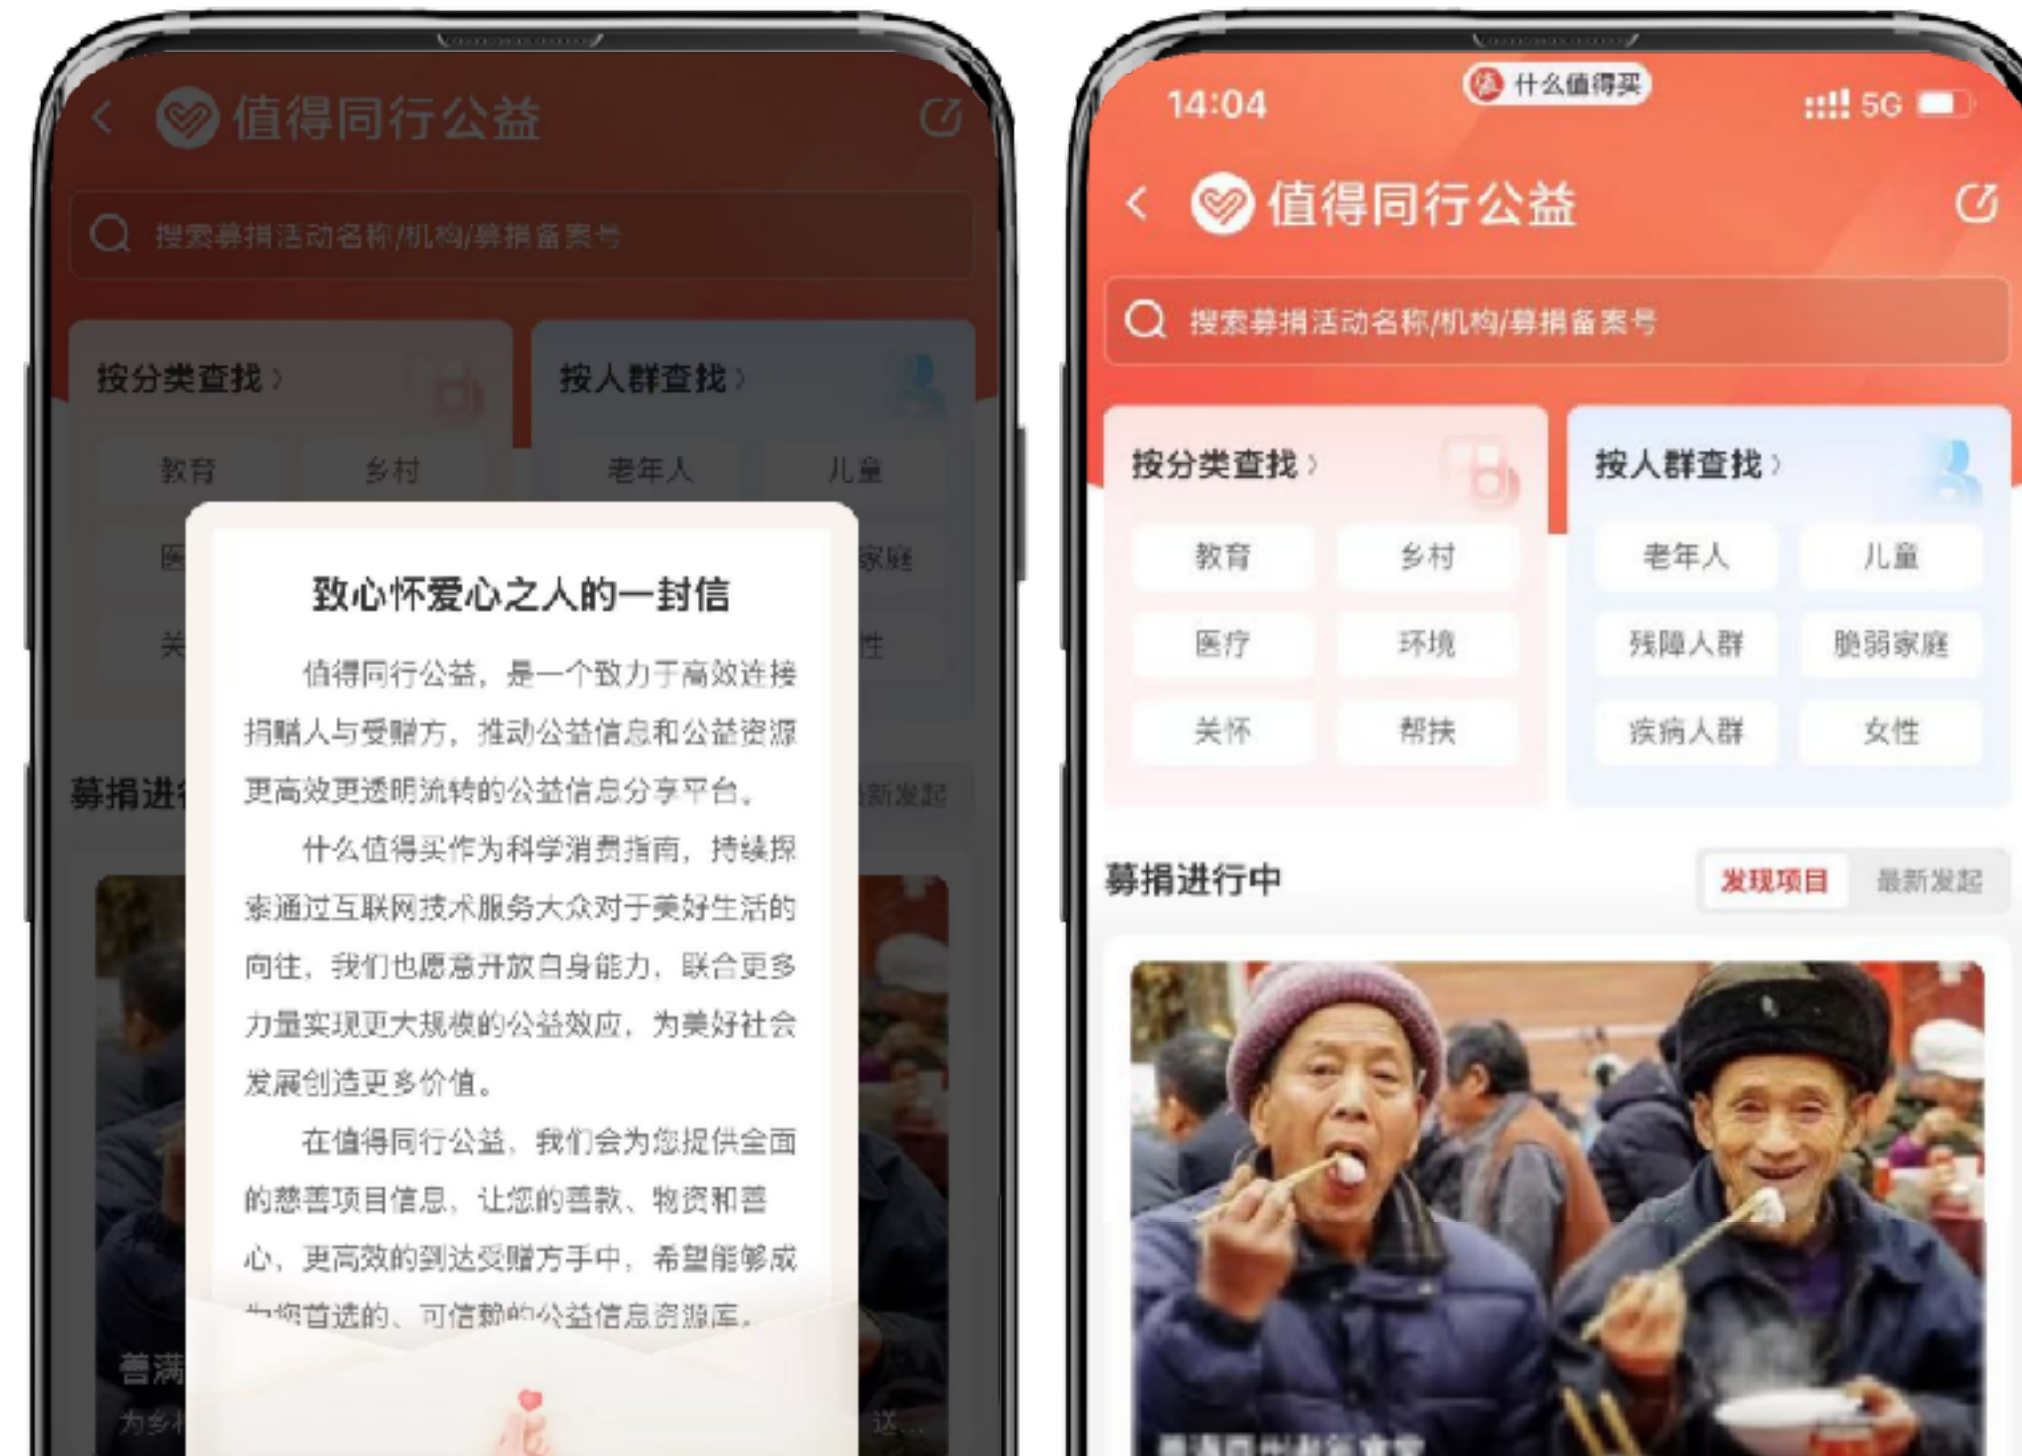 值得同行公益
搜索募捐活动名称/机构/募捐备案号
按分类查找
按人群查找
教育
乡村
老年人
儿童
医
家庭
关
性
募捐进行
最新发起
致心怀爱心之人的一封信
值得同行公益，是一个致力于高效连接
捐赠人与受赠方，推动公益信息和公益资源
更高效更透明流转的公益信息分享平台。
什么值得买作为科学消费指南，持续探
索通过互联网技术服务大众对于美好生活的
向往，我们也愿意开放自身能力，联合更多
力量实现更大规模的公益效应，为美好社会
发展创造更多价值。
在值得同行公益，我们会为您提供全面
的慈善项目信息，让您的善款、物资和善
心，更高效的到达受赠方手中，希望能够成
为您首选的、可信赖的公益信息资源库。
善满
为乡村
送...
14:04
值 什么值得买
5G
值得同行公益
搜索募捐活动名称/机构/募捐备案号
按分类查找
按人群查找
教育
乡村
老年人
儿童
医疗
环境
残障人群
脆弱家庭
关怀
帮扶
疾病人群
女性
募捐进行中
发现项目
最新发起